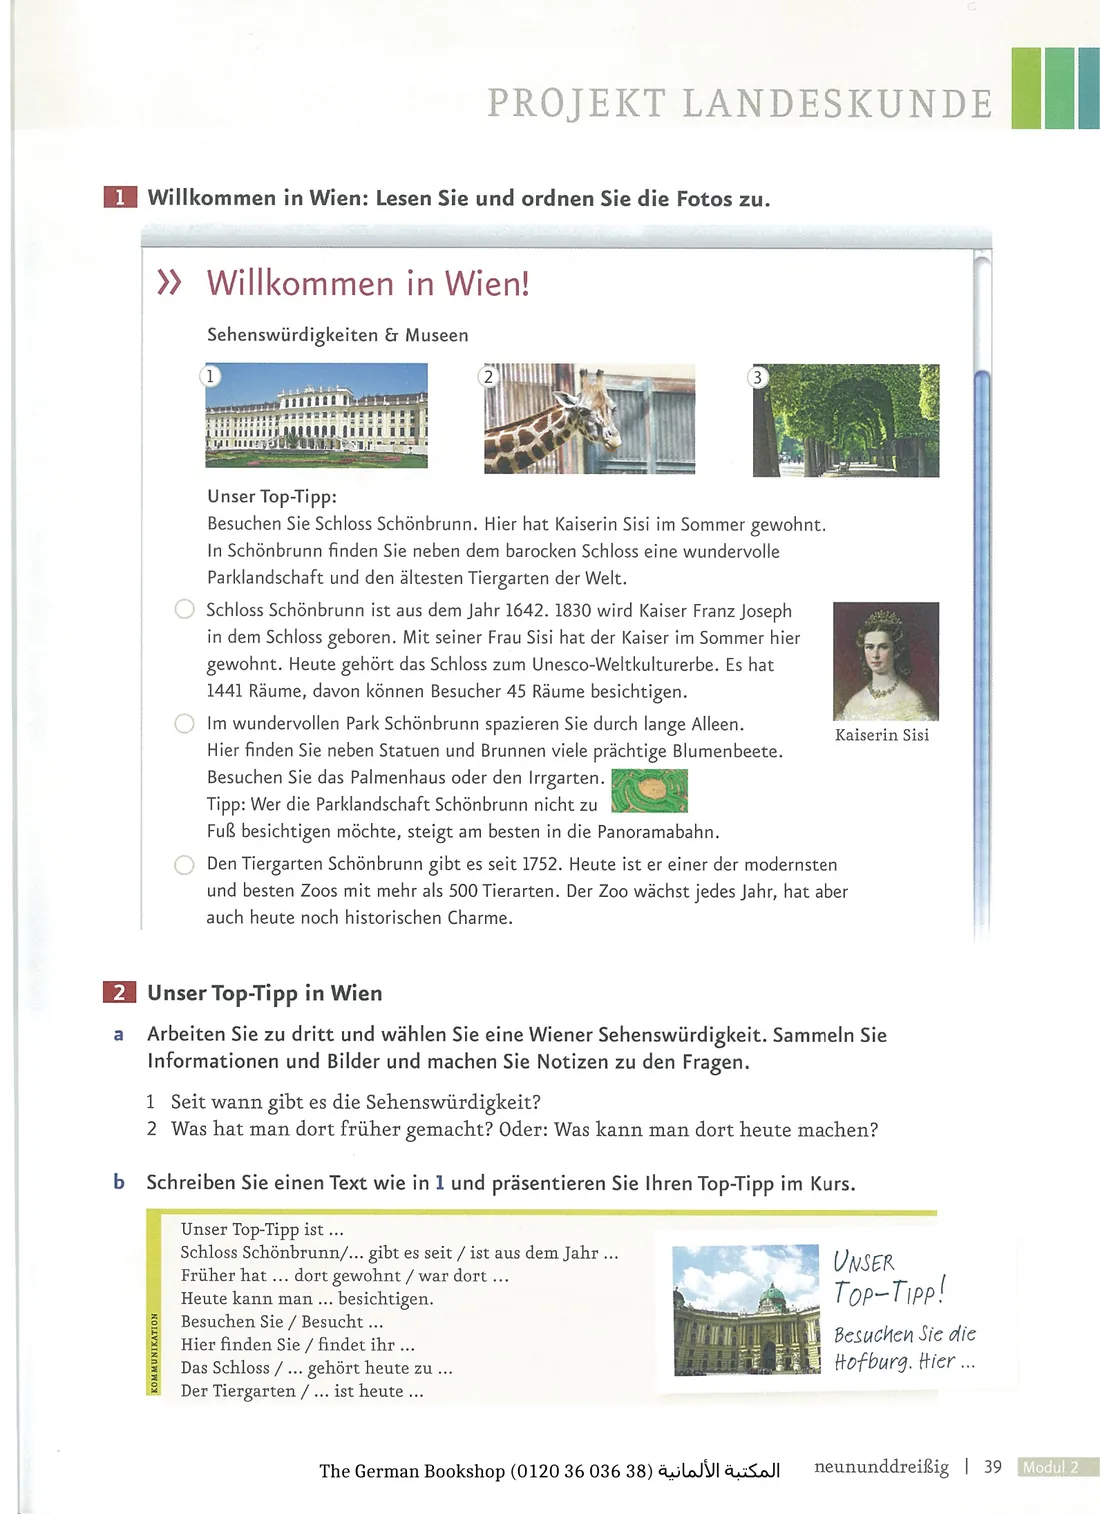 PROJEKT LANDESKUNDE
1 Willkommen in Wien: Lesen Sie und ordnen Sie die Fotos zu.
» Willkommen in Wien!
Sehenswürdigkeiten & Museen
1 2 3
Unser Top-Tipp:
Besuchen Sie Schloss Schönbrunn. Hier hat Kaiserin Sisi im Sommer gewohnt.
In Schönbrunn finden Sie neben dem barocken Schloss eine wundervolle
Parklandschaft und den ältesten Tiergarten der Welt.
Schloss Schönbrunn ist aus dem Jahr 1642. 1830 wird Kaiser Franz Joseph
in dem Schloss geboren. Mit seiner Frau Sisi hat der Kaiser im Sommer hier
gewohnt. Heute gehört das Schloss zum Unesco-Weltkulturerbe. Es hat
1441 Räume, davon können Besucher 45 Räume besichtigen.
Kaiserin Sisi
Im wundervollen Park Schönbrunn spazieren Sie durch lange Alleen.
Hier finden Sie neben Statuen und Brunnen viele prächtige Blumenbeete.
Besuchen Sie das Palmenhaus oder den Irrgarten.
Tipp: Wer die Parklandschaft Schönbrunn nicht zu
Fuß besichtigen möchte, steigt am besten in die Panoramabahn.
Den Tiergarten Schönbrunn gibt es seit 1752. Heute ist er einer der modernsten
und besten Zoos mit mehr als 500 Tierarten. Der Zoo wächst jedes Jahr, hat aber
auch heute noch historischen Charme.
2 Unser Top-Tipp in Wien
a Arbeiten Sie zu dritt und wählen Sie eine Wiener Sehenswürdigkeit. Sammeln Sie
Informationen und Bilder und machen Sie Notizen zu den Fragen.
1 Seit wann gibt es die Sehenswürdigkeit?
2 Was hat man dort früher gemacht? Oder: Was kann man dort heute machen?
b Schreiben Sie einen Text wie in 1 und präsentieren Sie Ihren Top-Tipp im Kurs.
KOMMUNIKATION
Unser Top-Tipp ist ...
Schloss Schönbrunn/... gibt es seit / ist aus dem Jahr ...
Früher hat ... dort gewohnt / war dort ...
Heute kann man ... besichtigen.
Besuchen Sie / Besucht ...
Hier finden Sie / findet ihr ...
Das Schloss / ... gehört heute zu ...
Der Tiergarten / ... ist heute ...
UNSER
TOP-TIPP!
Besuchen Sie die
Hofburg. Hier ...
The German Bookshop (0120 36 036 38) المكتبة الألمانية
neununddreißig | 39 Modul 2